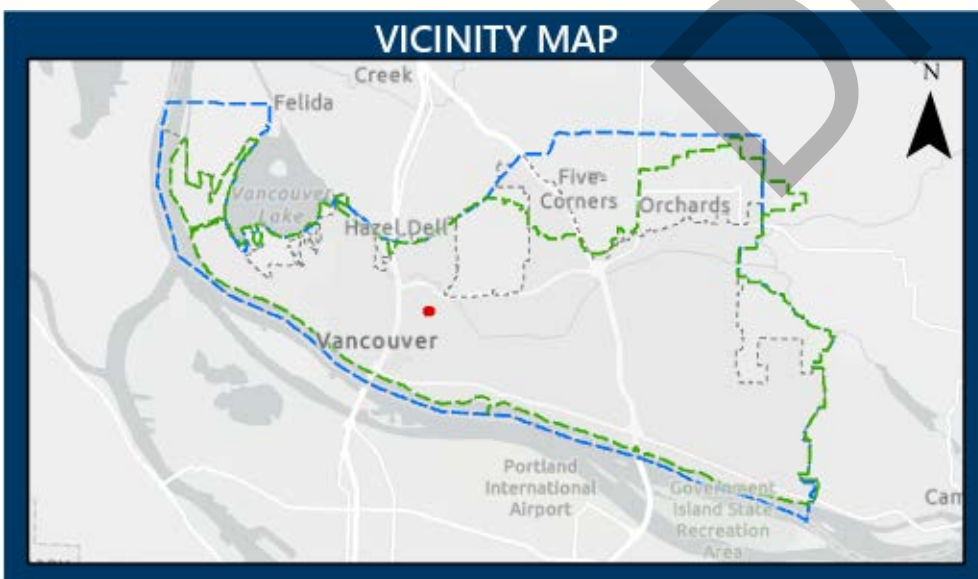 VICINITY MAP
Creek
N
Felida
Vancouver
Lake
Five
Corners
Orchards
Hazel Dell
Vancouver
Portland
International
Airport
Government
Island State
Recreation
Area
Cam